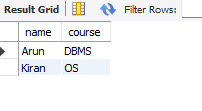 Result Grid Filter Rows:
name course
Arun DBMS
Kiran OS